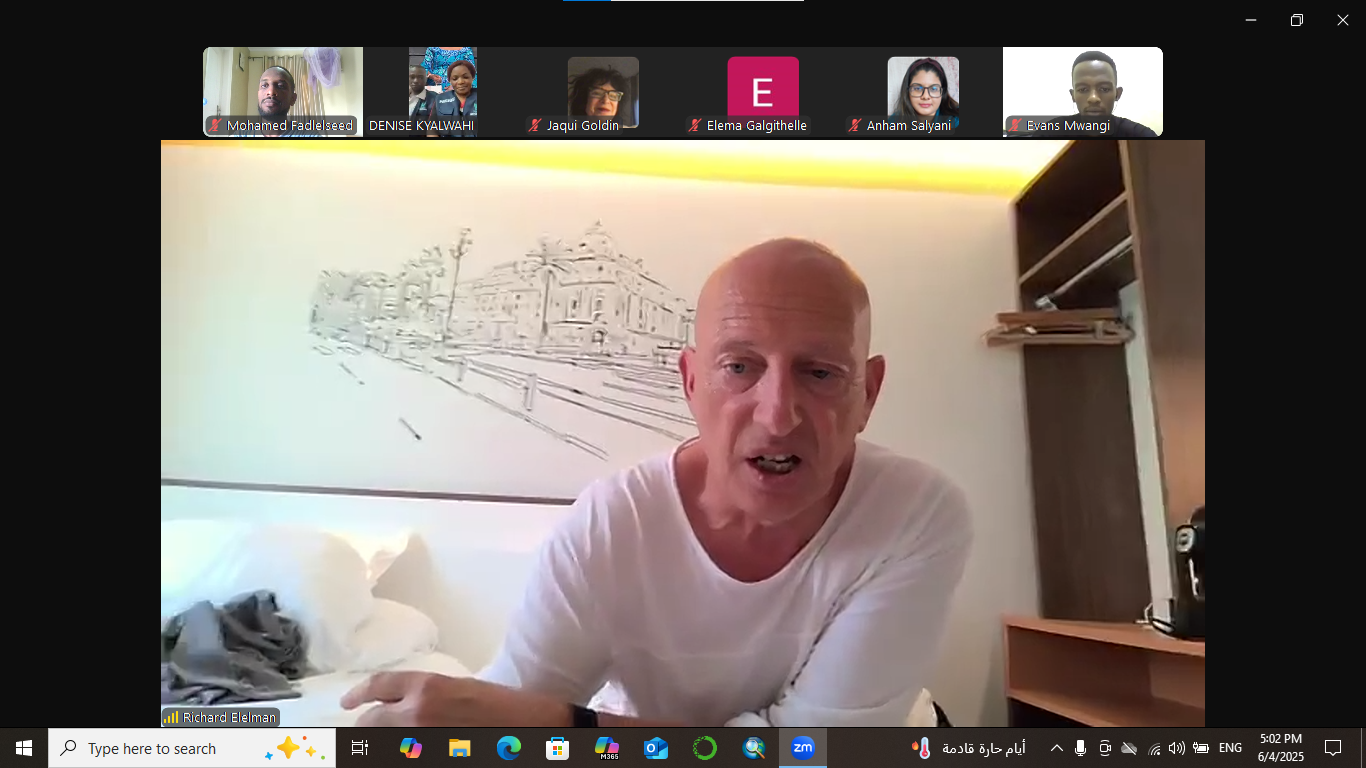 Mohamed Fadlelseed
DENISE KYALWAHI
Jaqui Goldin
E
Elema Galgithelle
Anham Salyani
Evans Mwangi
Richard Elelman
Type here to search
M365
zm
أيام حارة قادمة
ENG
5:02 PM
6/4/2025